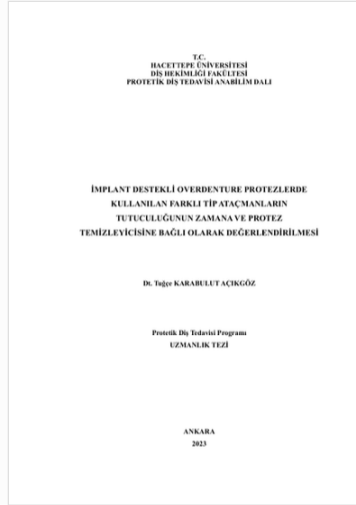 T.C.
HACETTEPE ÜNİVERSİTESİ
DİŞ HEKİMLİĞİ FAKÜLTESİ
PROTETİK DİŞ TEDAVİSİ ANABİLİM DALI
İMPLANT DESTEKLİ OVERDENTURE PROTEZLERDE
KULLANILAN FARKLI TİP ATAÇMANLARIN
TUTUCULUĞUNUN ZAMANA VE PROTEZ
TEMİZLEYİCİSİNE BAĞLI OLARAK DEĞERLENDİRİLMESİ
Dt. Tuğçe KARABULUT AÇIKGÖZ
Protetik Diş Tedavisi Programı
UZMANLIK TEZİ
ANKARA
2023